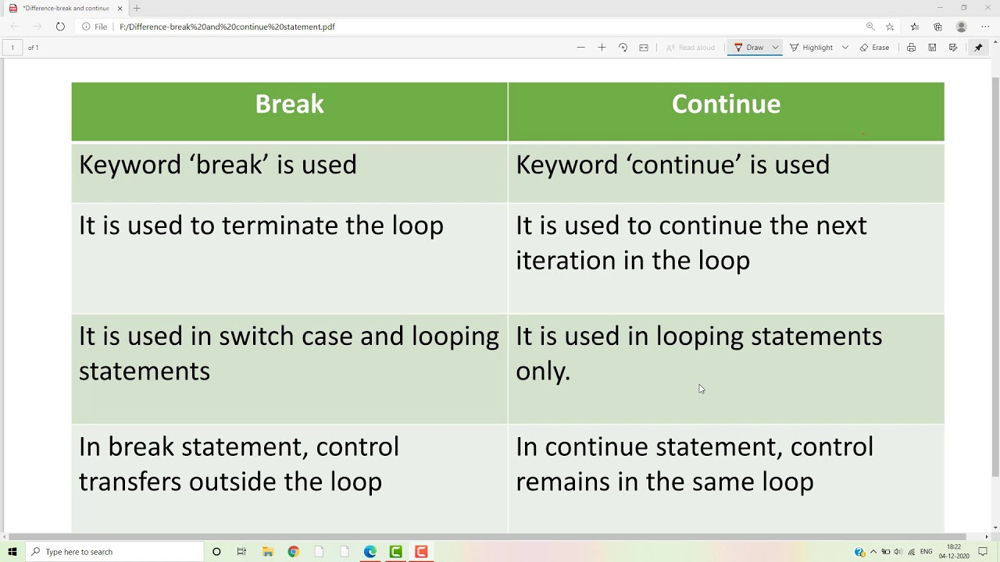 *Difference-break and continue
File
F:/Difference-break%20and%20continue%20statement.pdf
1
of 1
Read aloud
Draw
Highlight
Erase
Break
Continue
Keyword ‘break’ is used
Keyword ‘continue’ is used
It is used to terminate the loop
It is used to continue the next
iteration in the loop
It is used in switch case and looping
statements
It is used in looping statements
only.
In break statement, control
transfers outside the loop
In continue statement, control
remains in the same loop
Type here to search
ENG
18:22
04-12-2020